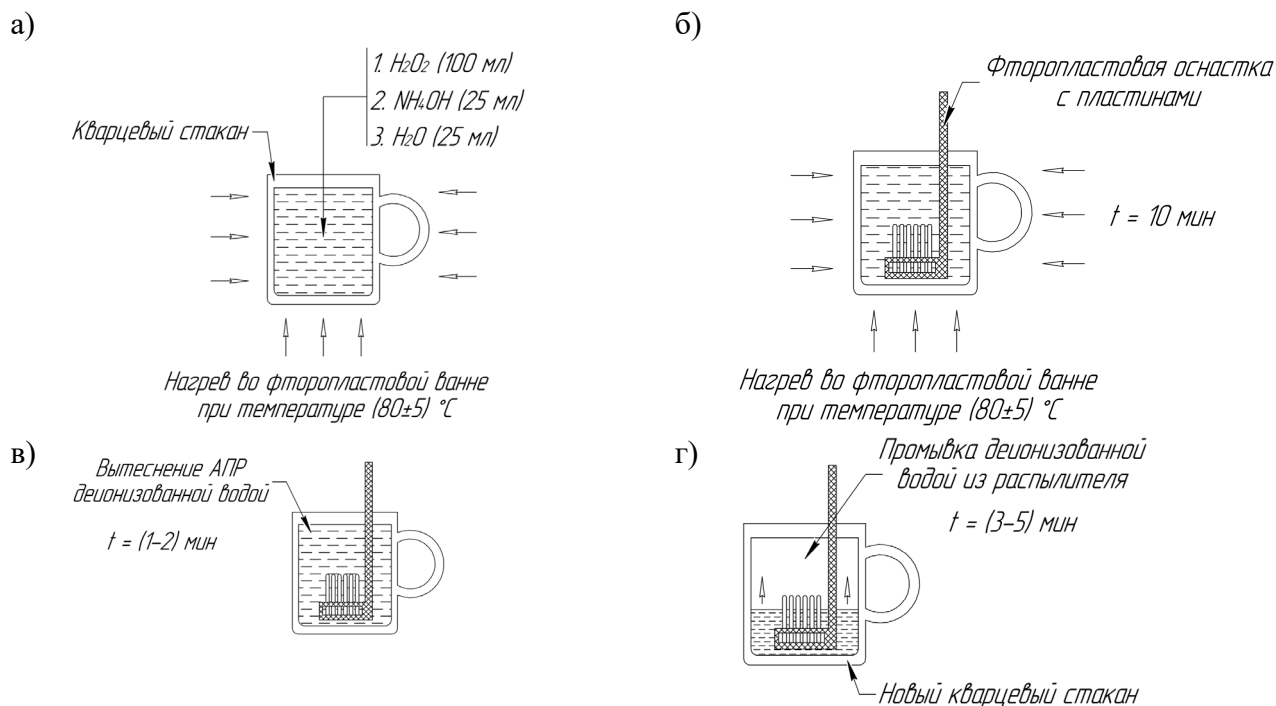 а)
1. H₂O₂ (100 мл)
2. NH₄OH (25 мл)
3. H₂O (25 мл)
Кварцевый стакан
Нагрев во фторопластовой ванне
при температуре (80±5) °С
б)
Фторопластовая оснастка
с пластинами
t = 10 мин
Нагрев во фторопластовой ванне
при температуре (80±5) °С
в)
Вытеснение АПР
деионизованной водой
t = (1–2) мин
г)
Промывка деионизованной
водой из распылителя
t = (3–5) мин
Новый кварцевый стакан